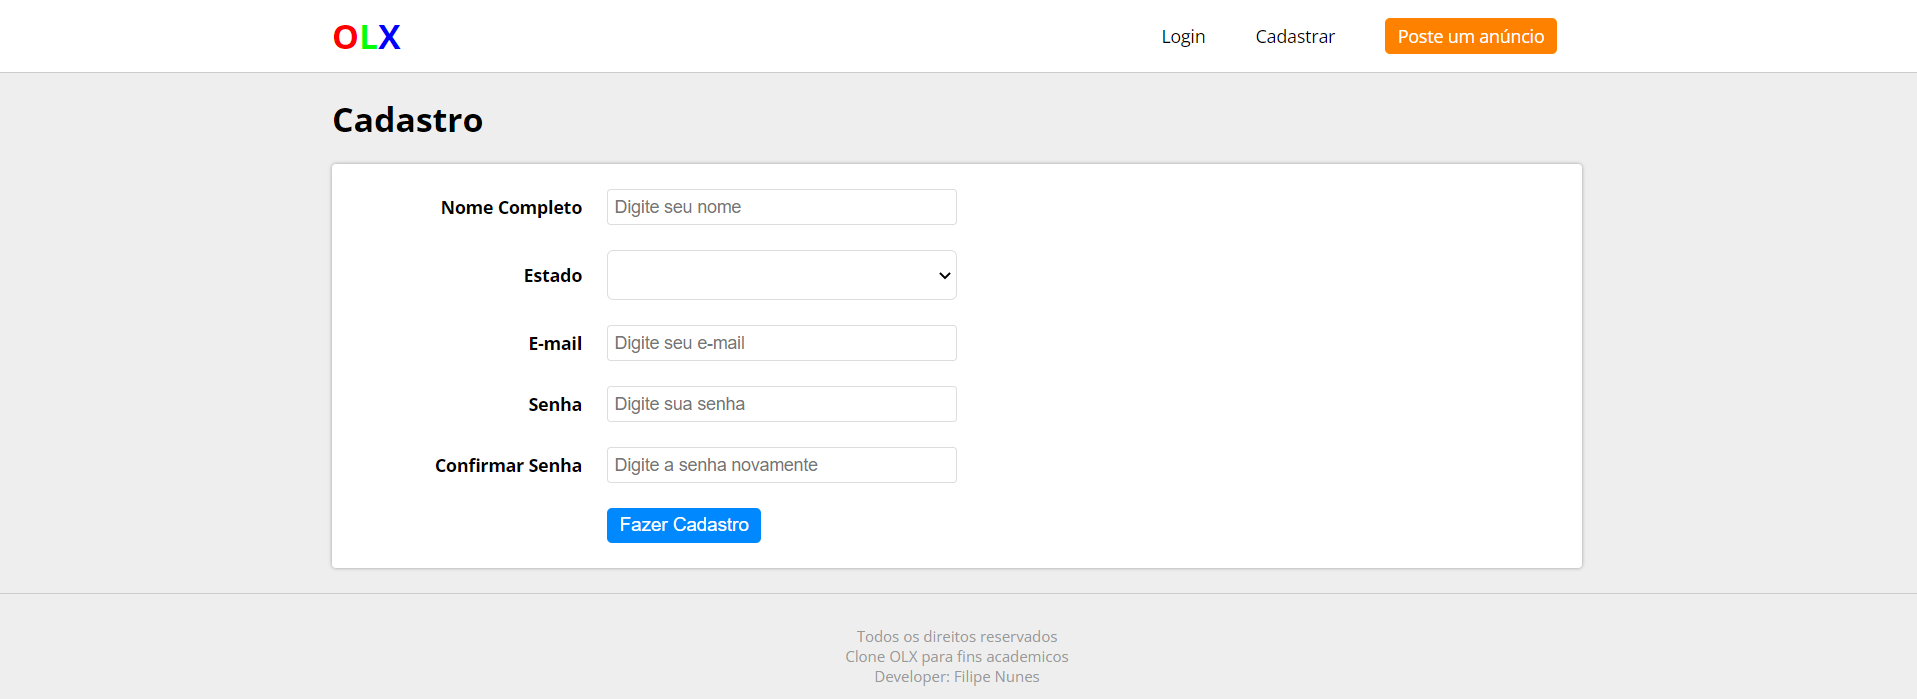 OLX Login Cadastrar Poste um anúncio
Cadastro
Nome Completo Digite seu nome
Estado
E-mail Digite seu e-mail
Senha Digite sua senha
Confirmar Senha Digite a senha novamente
Fazer Cadastro
Todos os direitos reservados
Clone OLX para fins academicos
Developer: Filipe Nunes